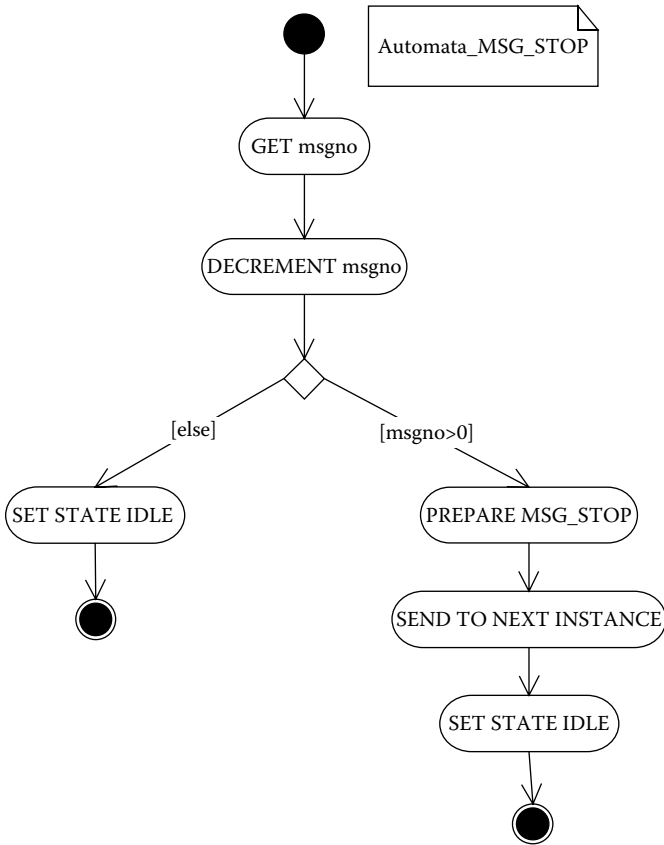 Automata_MSG_STOP
GET msgno
DECREMENT msgno
[else]
[msgno>0]
SET STATE IDLE
PREPARE MSG_STOP
SEND TO NEXT INSTANCE
SET STATE IDLE